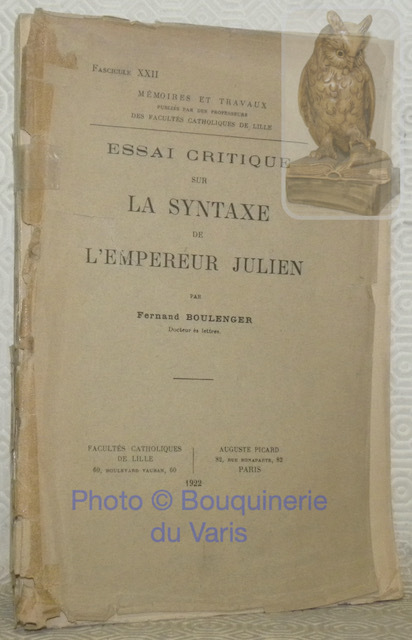 FASCICULE XXII
MÉMOIRES ET TRAVAUX
PUBLIÉS PAR DES PROFESSEURS
DES FACULTÉS CATHOLIQUES DE LILLE
ESSAI CRITIQUE
SUR
LA SYNTAXE
DE
L'EMPEREUR JULIEN
PAR
Fernand BOULENGER
Docteur ès lettres.
FACULTÉS CATHOLIQUES
DE LILLE
60, BOULEVARD VAUBAN, 60
AUGUSTE PICARD
82, RUE BONAPARTE, 82
PARIS
1922
Photo © Bouquinerie
du Varis